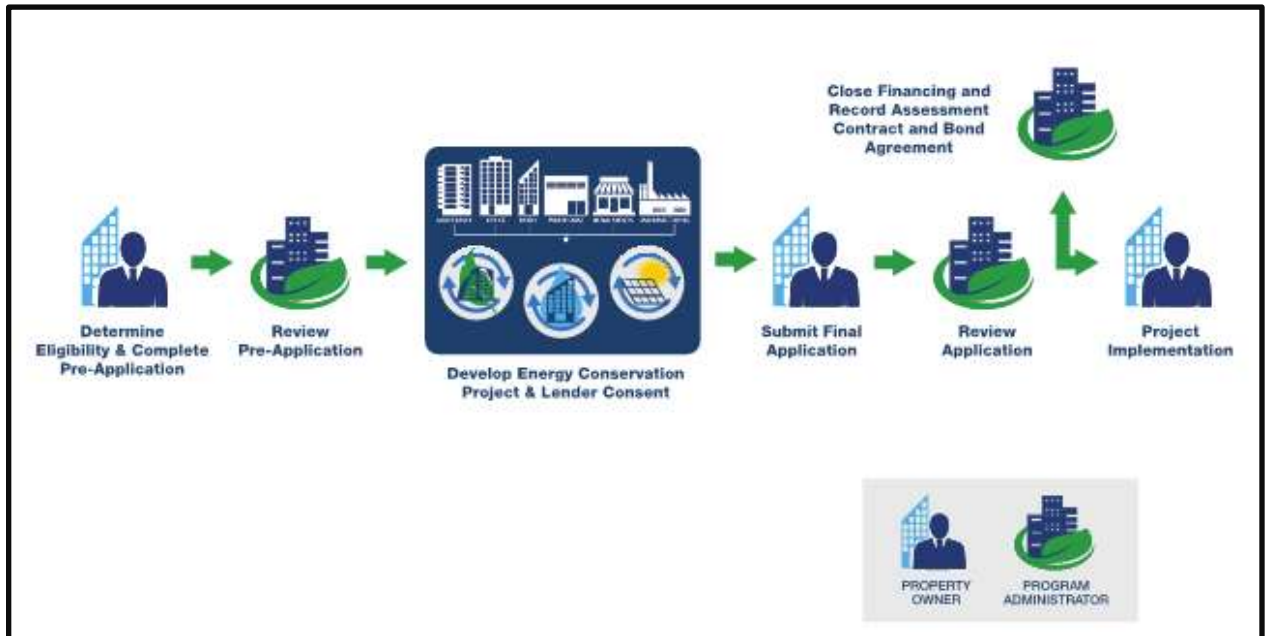 Close Financing and
Record Assessment
Contract and Bond
Agreement
Determine
Eligibility & Complete
Pre-Application
Review
Pre-Application
Develop Energy Conservation
Project & Lender Consent
Submit Final
Application
Review
Application
Project
Implementation
PROPERTY
OWNER
PROGRAM
ADMINISTRATOR